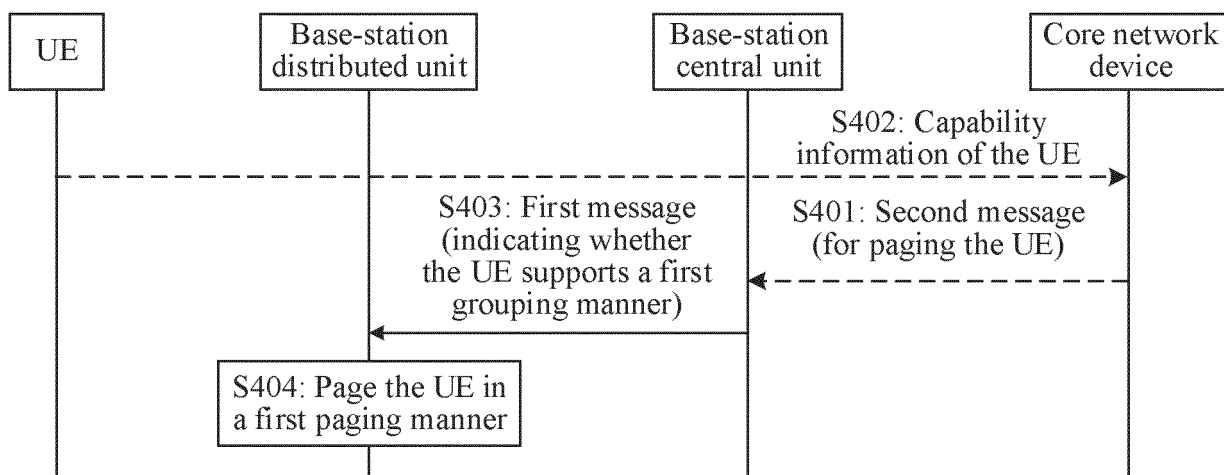 UE
Base-station
distributed unit
Base-station
central unit
Core network
device
S402: Capability
information of the UE
S403: First message
(indicating whether
the UE supports a first
grouping manner)
S401: Second message
(for paging the UE)
S404: Page the UE in
a first paging manner